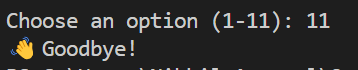 Choose an option (1-11): 11
👋 Goodbye!